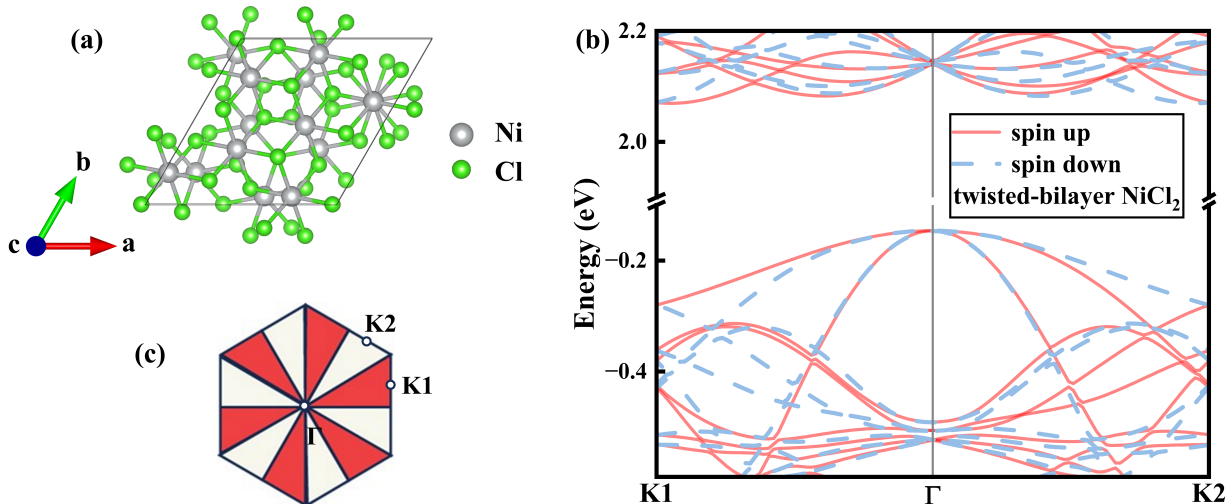 (a)
Ni
Cl
b
c
a
(c)
K2
K1
Γ
(b)
2.2
2.0
−0.2
−0.4
Energy (eV)
spin up
spin down
twisted-bilayer NiCl₂
K1
Γ
K2